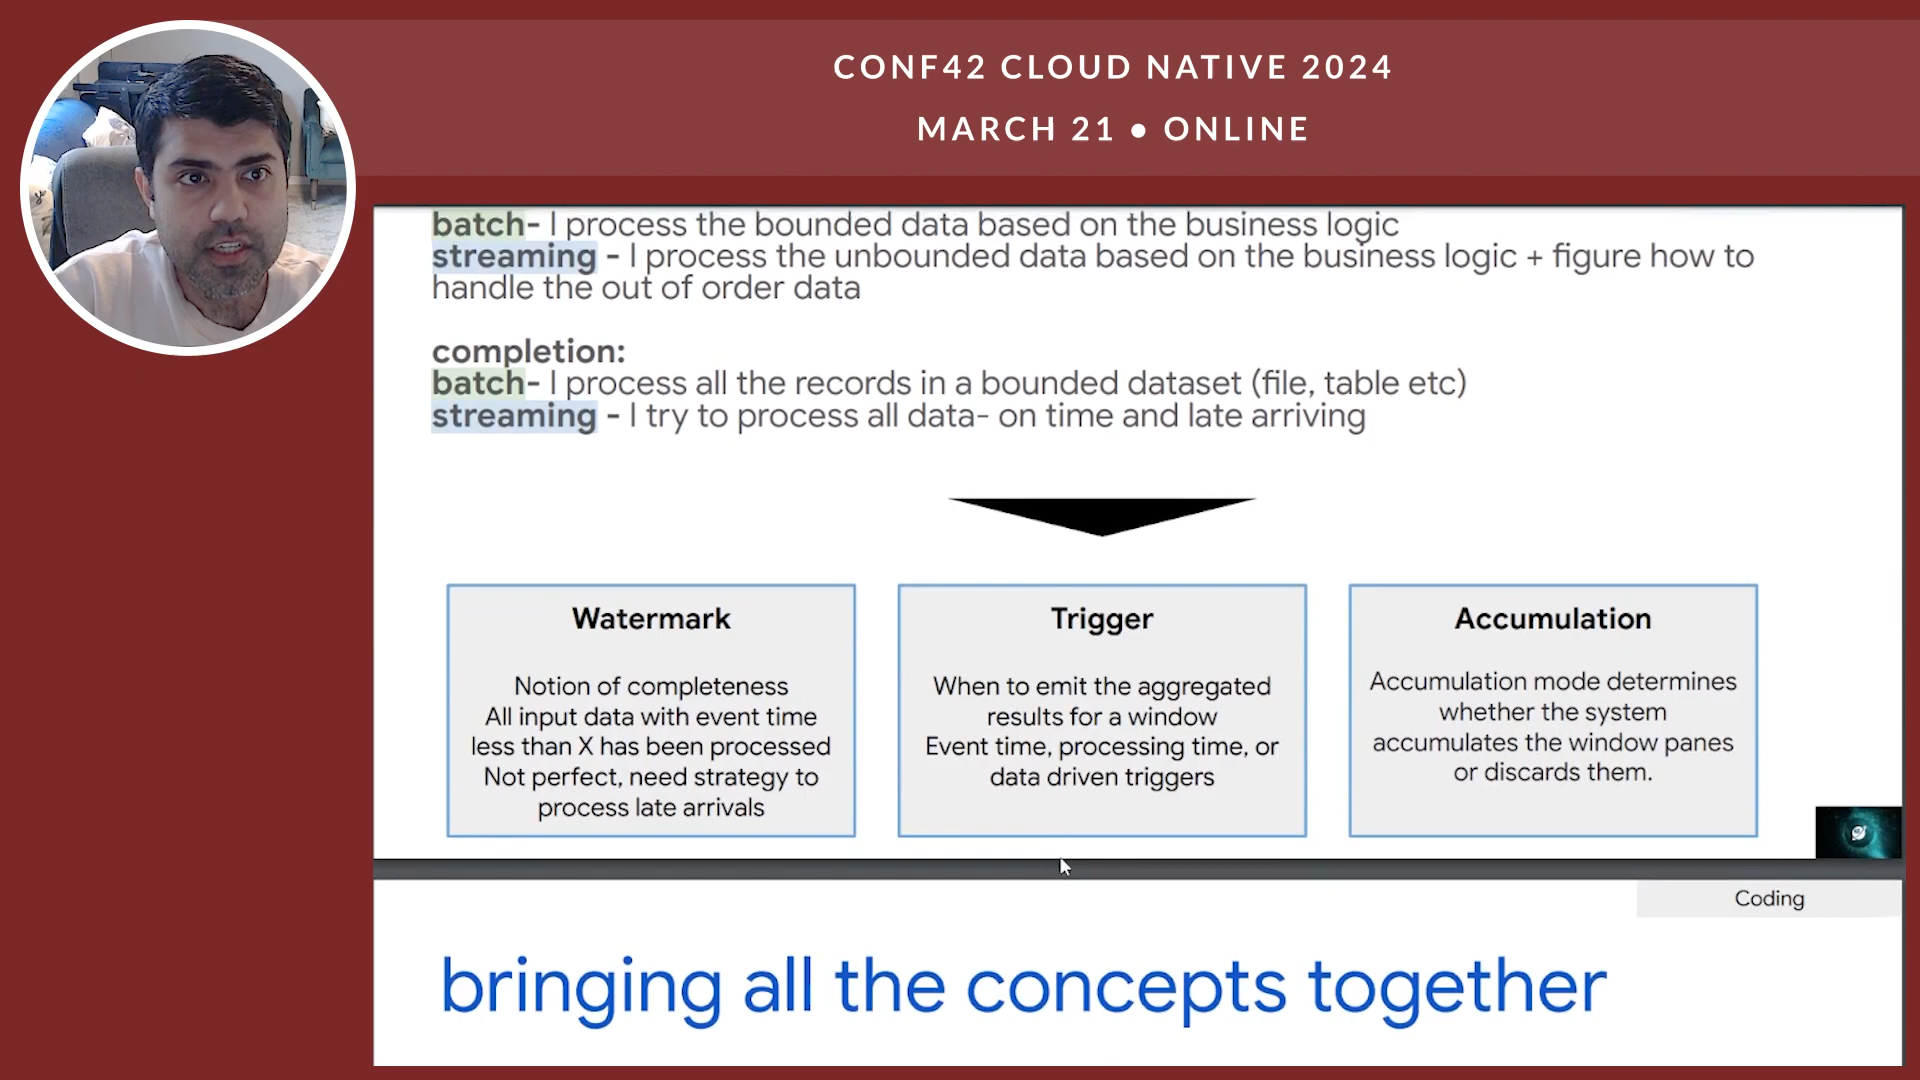 CONF42 CLOUD NATIVE 2024
MARCH 21 • ONLINE
batch- I process the bounded data based on the business logic
streaming - I process the unbounded data based on the business logic + figure how to
handle the out of order data
completion:
batch- I process all the records in a bounded dataset (file, table etc)
streaming - I try to process all data- on time and late arriving
Watermark
Notion of completeness
All input data with event time
less than X has been processed
Not perfect, need strategy to
process late arrivals
Trigger
When to emit the aggregated
results for a window
Event time, processing time, or
data driven triggers
Accumulation
Accumulation mode determines
whether the system
accumulates the window panes
or discards them.
Coding
bringing all the concepts together